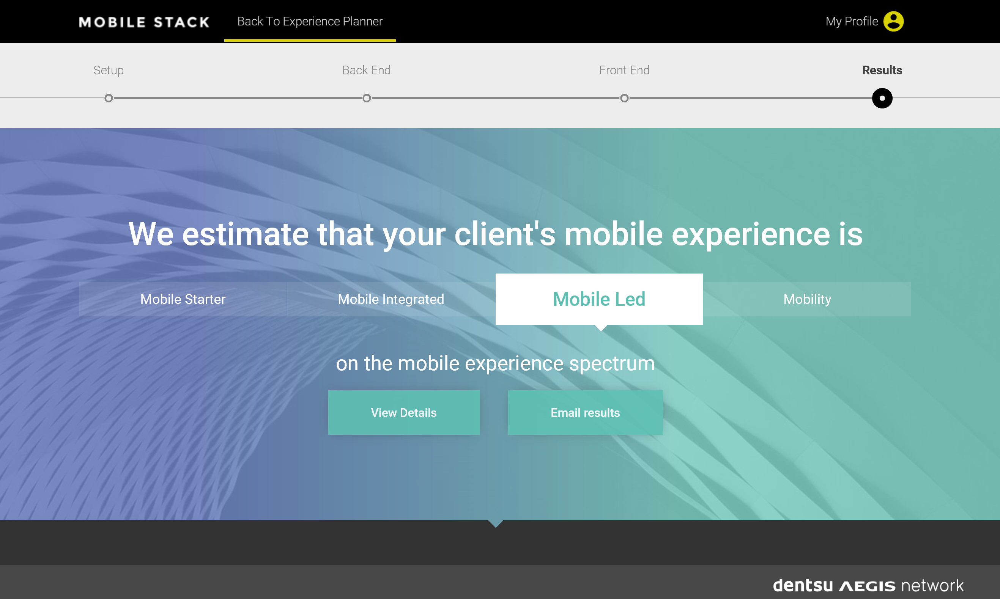 MOBILE STACK Back To Experience Planner My Profile
Setup Back End Front End Results
We estimate that your client's mobile experience is
Mobile Starter Mobile Integrated Mobile Led Mobility
on the mobile experience spectrum
View Details Email results
dentsu AEGIS network